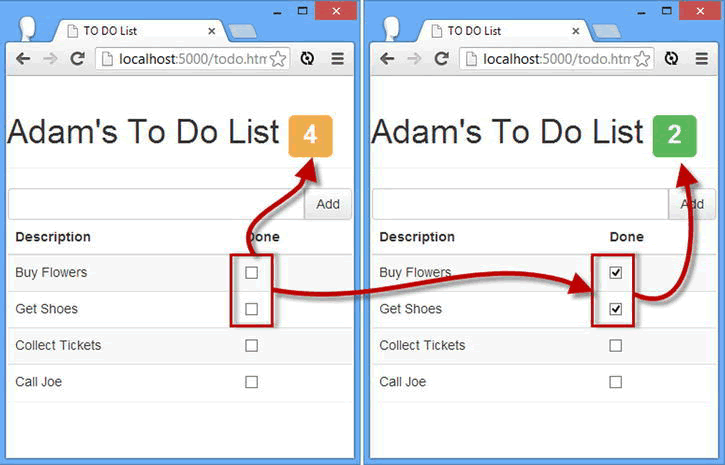 TO DO List
localhost:5000/todo.htm
Adam's To Do List 4
Add
Description Done
Buy Flowers
Get Shoes
Collect Tickets
Call Joe
TO DO List
localhost:5000/todo.htm
Adam's To Do List 2
Add
Description Done
Buy Flowers
Get Shoes
Collect Tickets
Call Joe